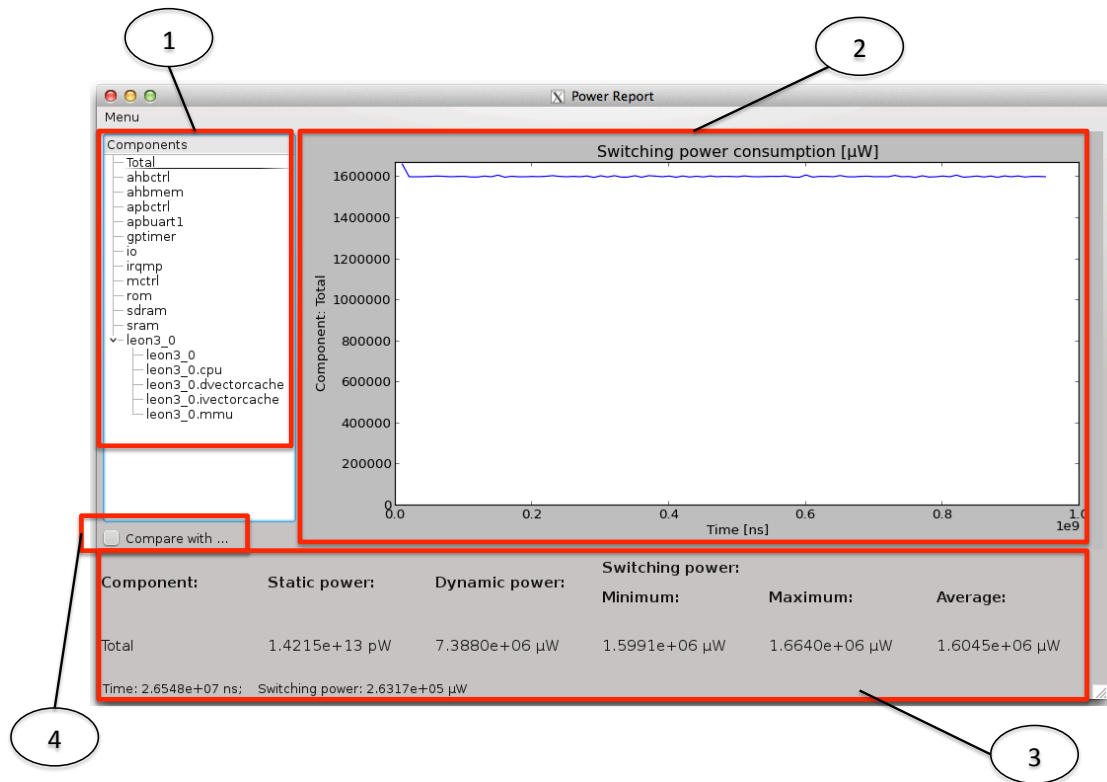 1
2
Power Report
Menu
Components
Total
ahbctrl
ahbmem
apbctrl
apbuart1
gptimer
io
irqmp
mctrl
rom
sdram
sram
leon3_0
leon3_0
leon3_0.cpu
leon3_0.dvectorcache
leon3_0.ivectorcache
leon3_0.mmu
Compare with ...
Switching power consumption [µW]
Component: Total
1600000
1400000
1200000
1000000
800000
600000
400000
200000
0
0.0 0.2 0.4 0.6 0.8 1.0
Time [ns]
1e9
Switching power:
Component: Static power: Dynamic power: Minimum: Maximum: Average:
Total 1.4215e+13 pW 7.3880e+06 µW 1.5991e+06 µW 1.6640e+06 µW 1.6045e+06 µW
Time: 2.6548e+07 ns; Switching power: 2.6317e+05 µW
4
3